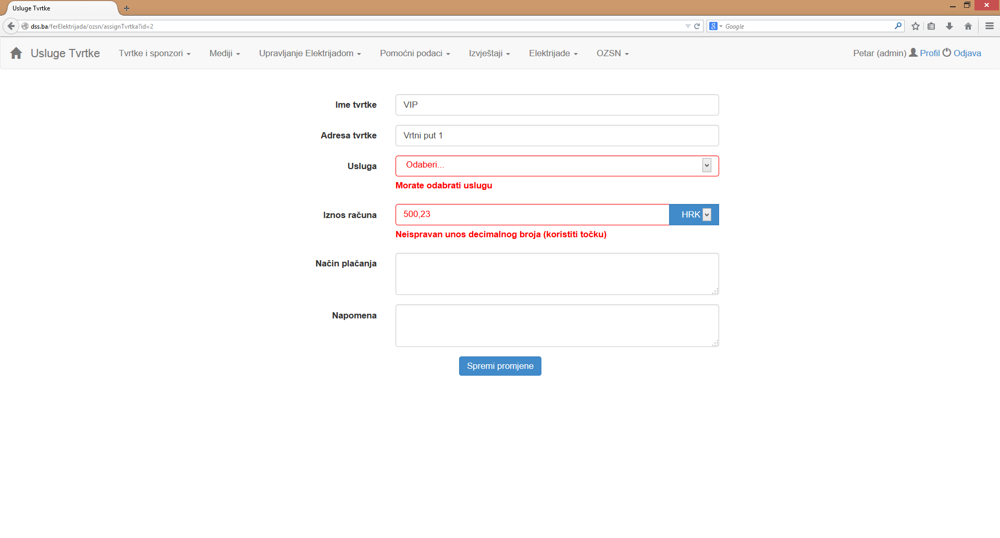 Usluge Tvrtke
dss.ba/ferElektrijada/ozsn/assignTvrtka?id=2
Google
Usluge Tvrtke Tvrtke i sponzori Mediji Upravljanje Elektrijadom Pomoćni podaci Izvještaji Elektrijade OZSN Petar (admin) Profil Odjava
Ime tvrtke VIP
Adresa tvrtke Vrtni put 1
Usluga Odaberi...
Morate odabrati uslugu
Iznos računa 500,23 HRK
Neispravan unos decimalnog broja (koristiti točku)
Način plačanja
Napomena
Spremi promjene